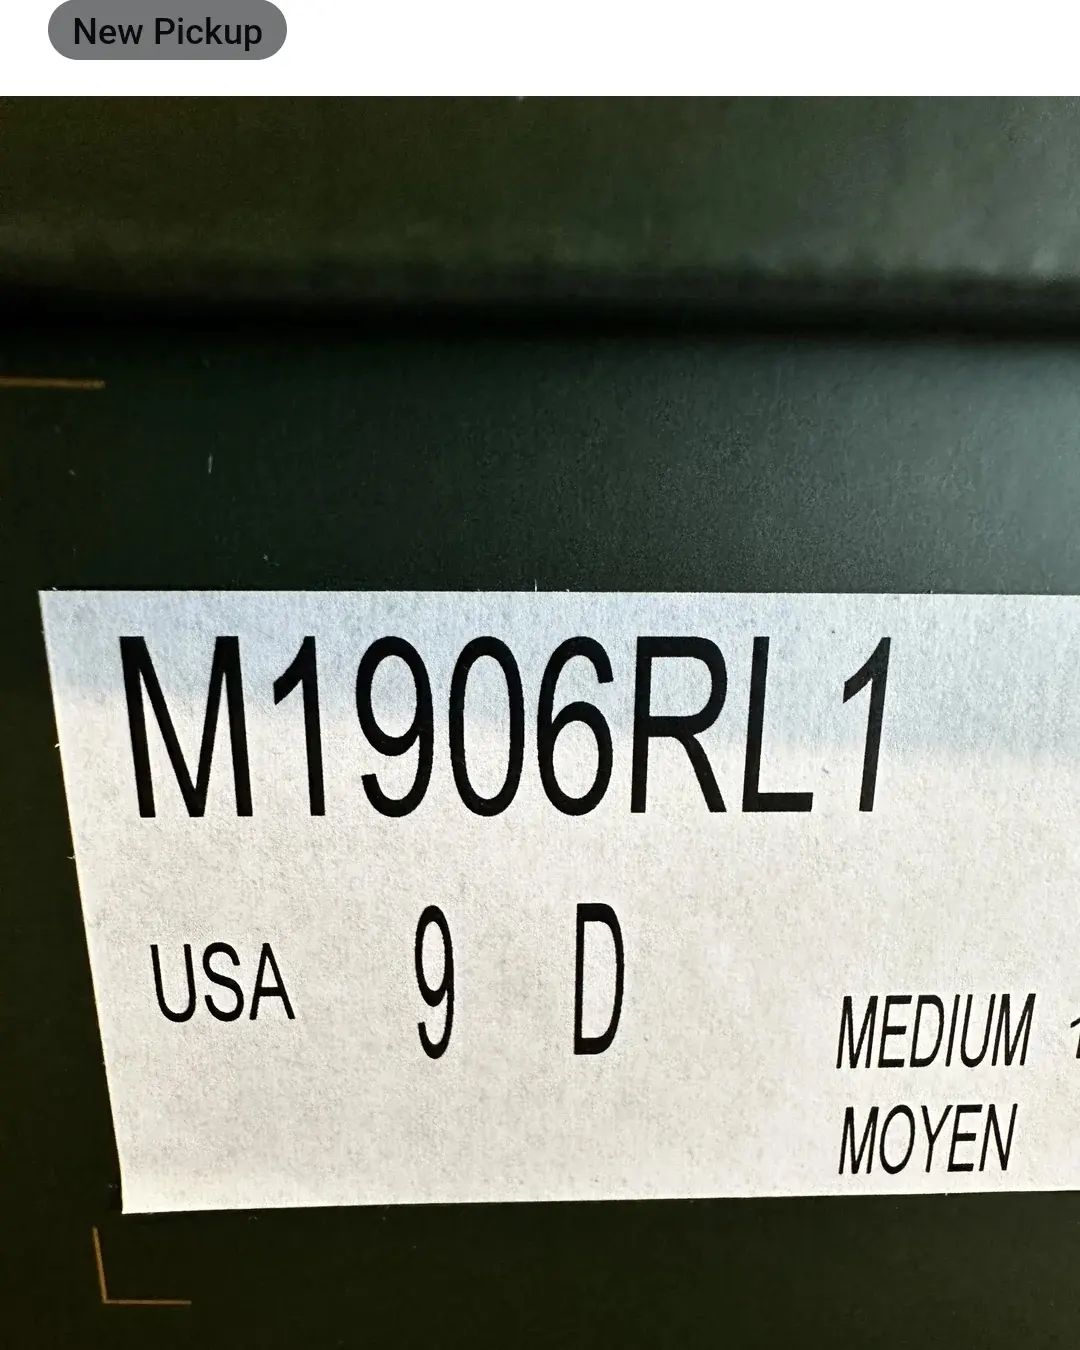 New Pickup
M1906RL1
USA 9 D
MEDIUM
MOYEN